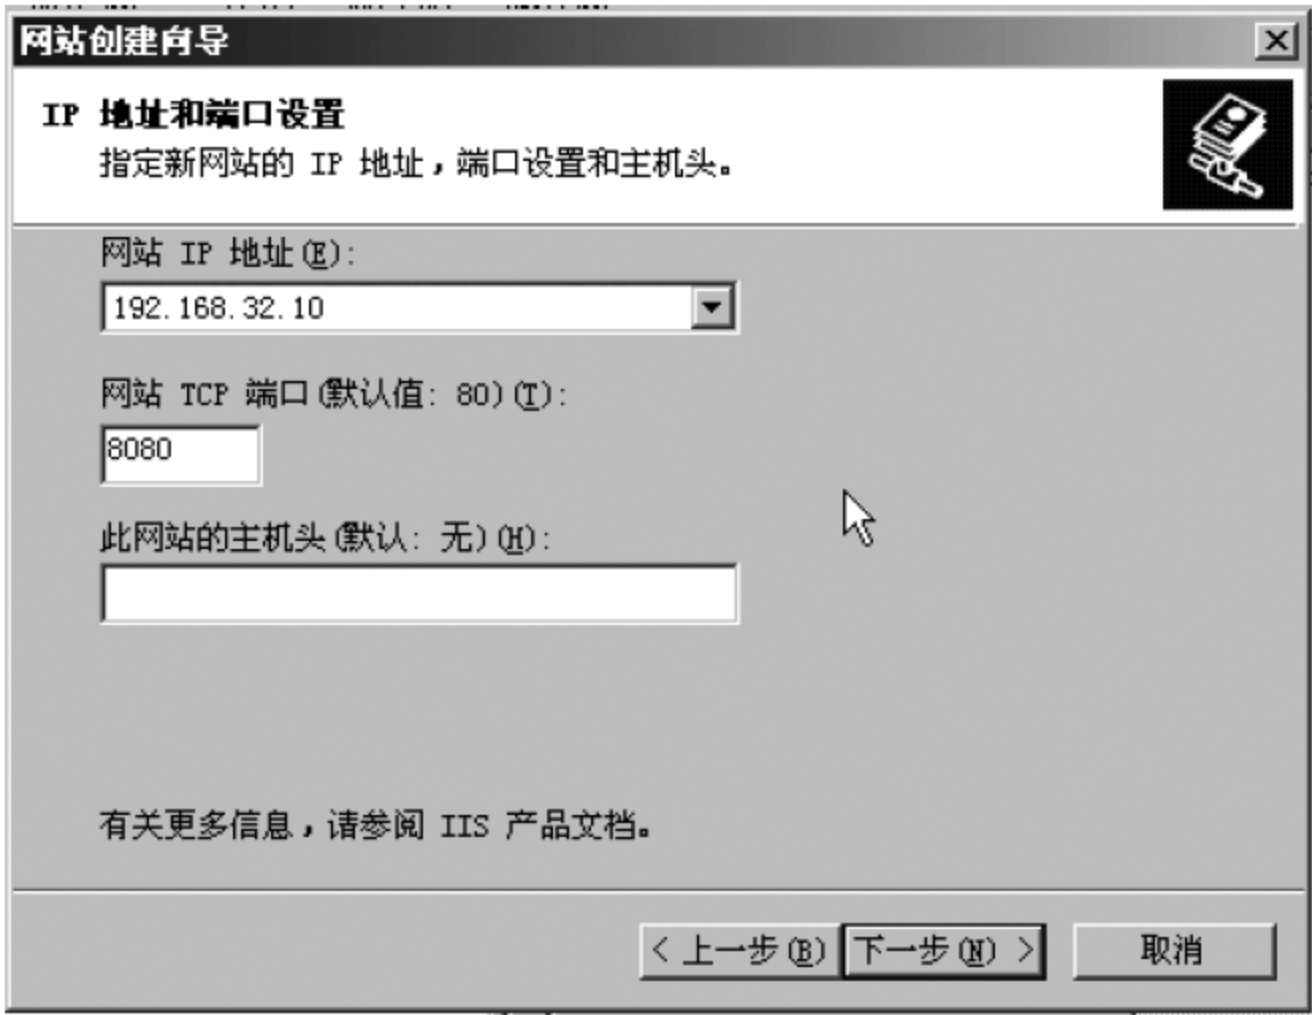 网站创建向导
IP 地址和端口设置
指定新网站的 IP 地址，端口设置和主机头。
网站 IP 地址(E):
192.168.32.10
网站 TCP 端口(默认值: 80)(T):
8080
此网站的主机头(默认: 无)(H):
有关更多信息，请参阅 IIS 产品文档。
< 上一步(B) 下一步(N) > 取消